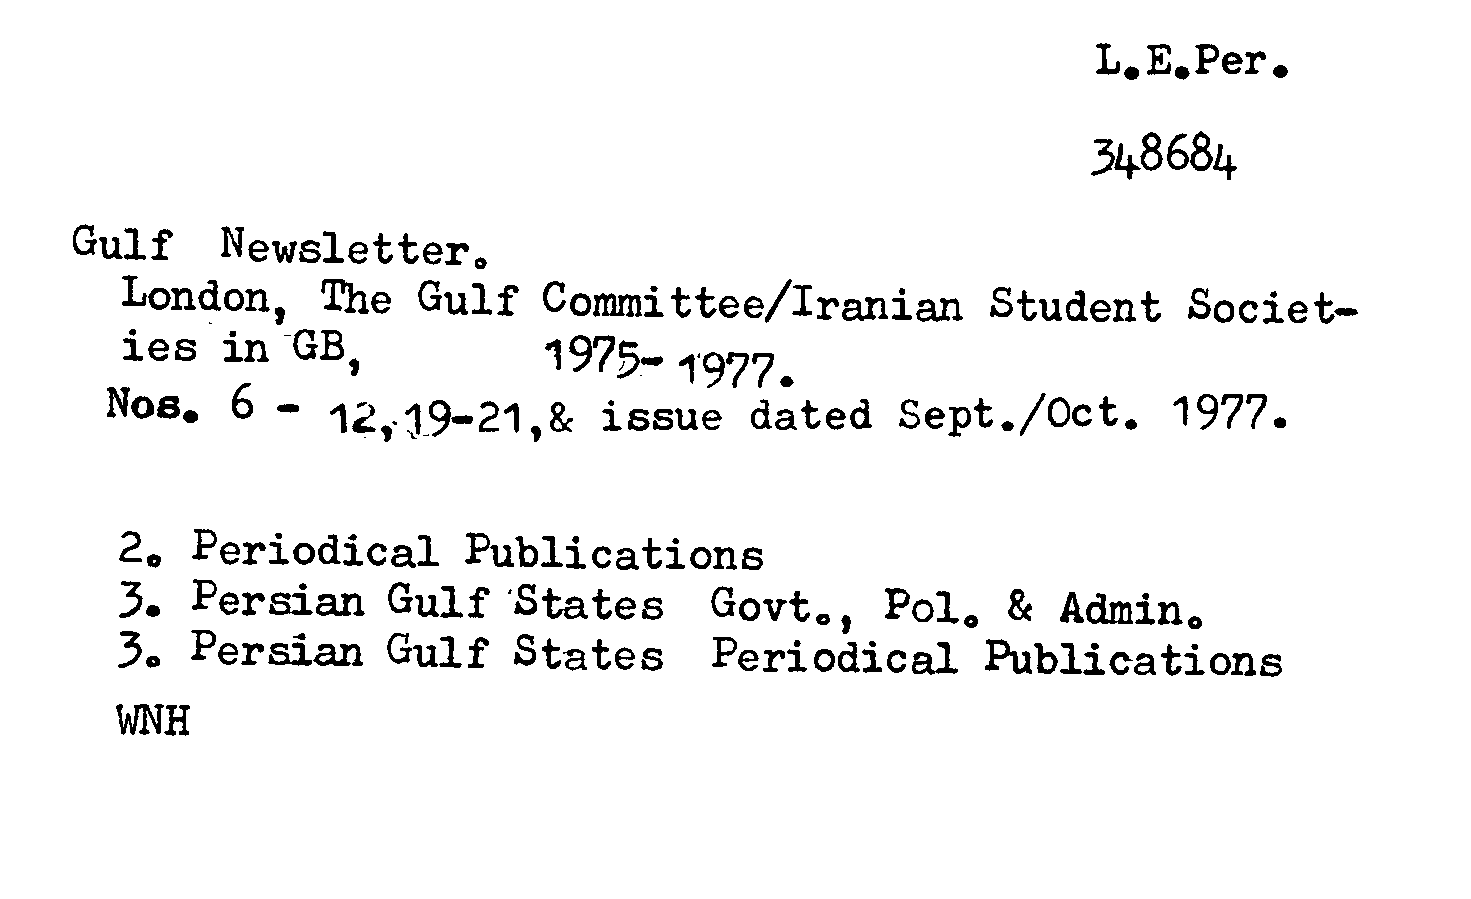 L.E.Per.
348684
Gulf Newsletter.
London, The Gulf Committee/Iranian Student Societ-
ies in GB, 1975- 1977.
Nos. 6 - 12,19-21,& issue dated Sept./Oct. 1977.
2. Periodical Publications
3. Persian Gulf States Govt., Pol. & Admin.
3. Persian Gulf States Periodical Publications
WNH